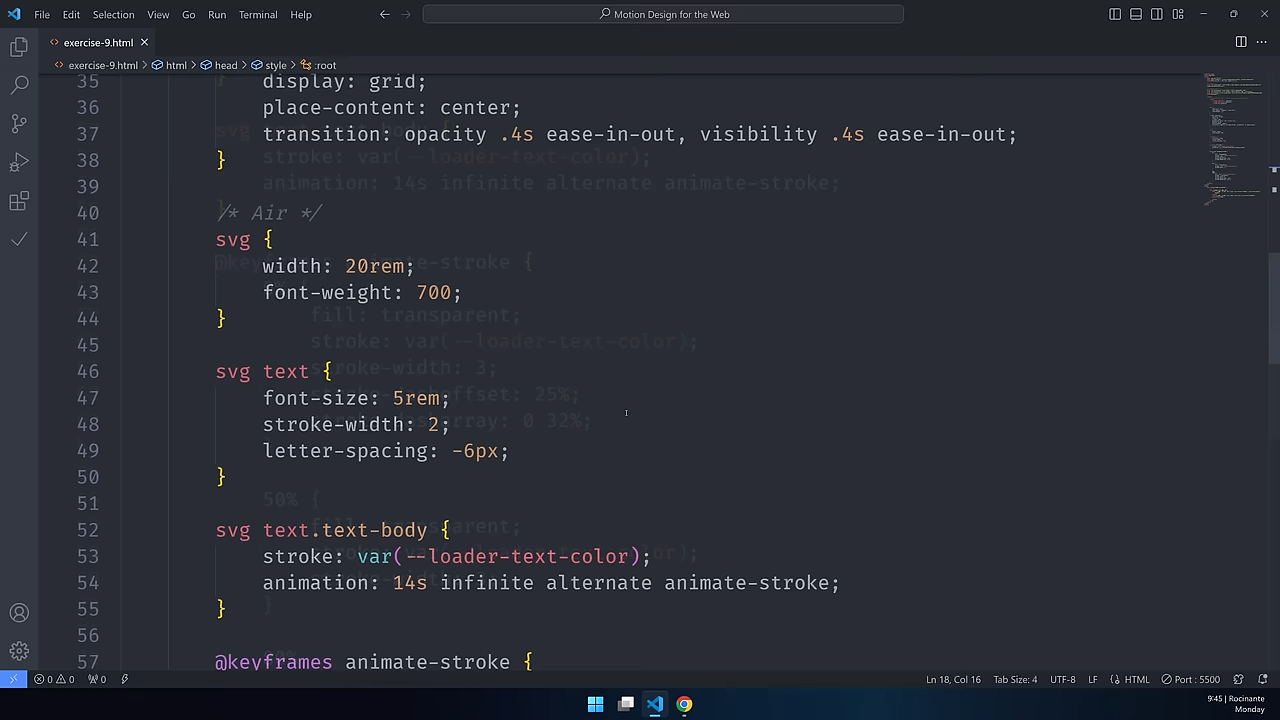 File Edit Selection View Go Run Terminal Help
Motion Design for the Web
exercise-9.html
exercise-9.html > html > head > style > :root
35 display: grid;
36 place-content: center;
37 transition: opacity .4s ease-in-out, visibility .4s ease-in-out;
38 }
39
40 /* Air */
41 svg {
42 width: 20rem;
43 font-weight: 700;
44 }
45
46 svg text {
47 font-size: 5rem;
48 stroke-width: 2;
49 letter-spacing: -6px;
50 }
51
52 svg text.text-body {
53 stroke: var(--loader-text-color);
54 animation: 14s infinite alternate animate-stroke;
55 }
56
57 @keyframes animate-stroke {
0 0 0 Ln 18, Col 16 Tab Size: 4 UTF-8 LF HTML Port : 5500
9:45 | Rocinante
Monday